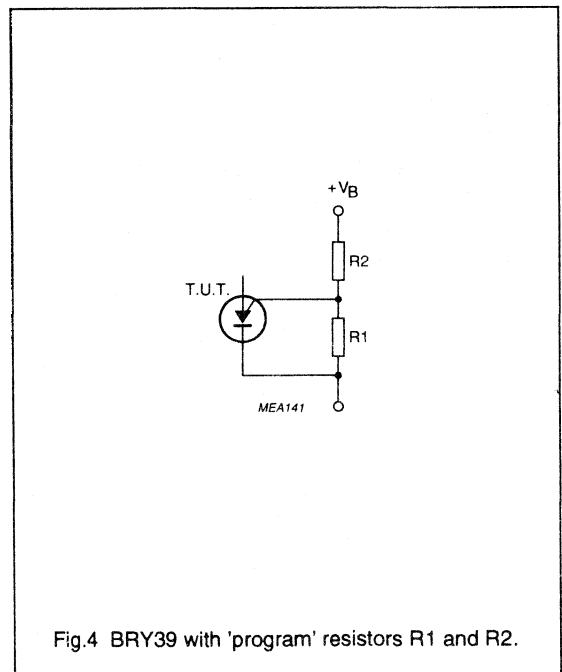 +VB
R2
T.U.T.
R1
MEA141
Fig.4 BRY39 with 'program' resistors R1 and R2.